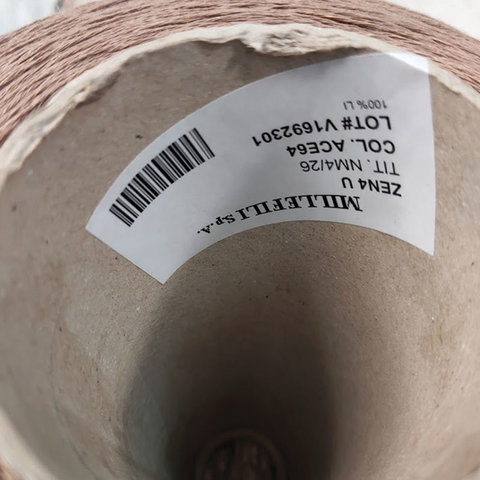 MILLEFILI S.p.A.
ZEN4 U
TIT. NM4/26
COL. ACE64
LOT# V1692301
100% LI